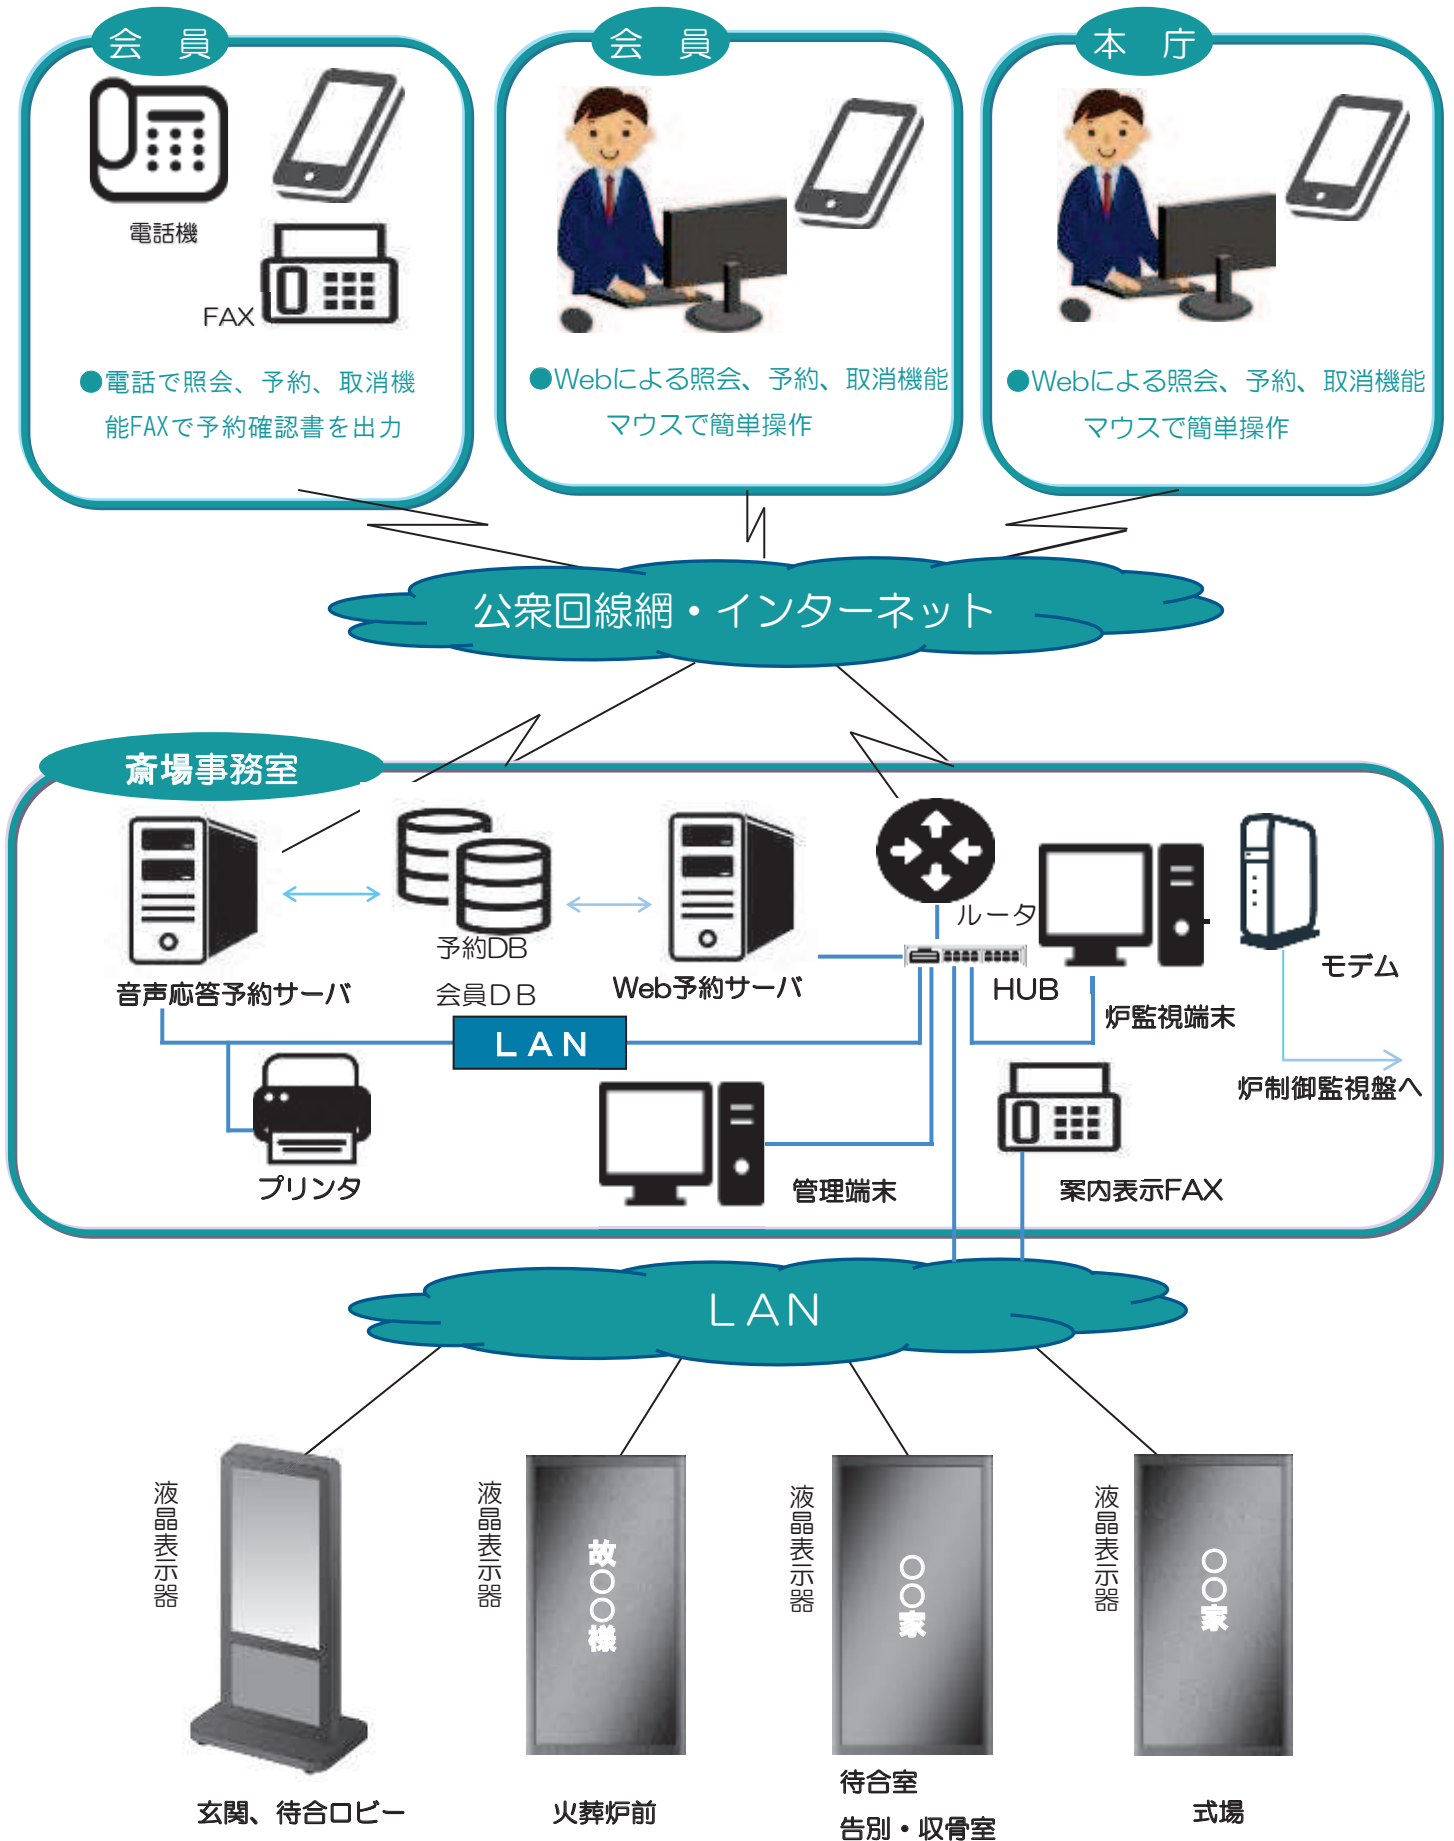 会　員
電話機
FAX
●電話で照会、予約、取消機
能FAXで予約確認書を出力
会　員
●Webによる照会、予約、取消機能
マウスで簡単操作
本　庁
●Webによる照会、予約、取消機能
マウスで簡単操作
公衆回線網・インターネット
斎場事務室
音声応答予約サーバ
予約DB
会員ＤＢ
Web予約サーバ
ルータ
HUB
炉監視端末
モデム
炉制御監視盤へ
ＬＡＮ
プリンタ
管理端末
案内表示FAX
ＬＡＮ
液晶表示器
玄関、待合ロビー
液晶表示器
故〇〇様
火葬炉前
液晶表示器
〇〇家
待合室
告別・収骨室
液晶表示器
〇〇家
式場